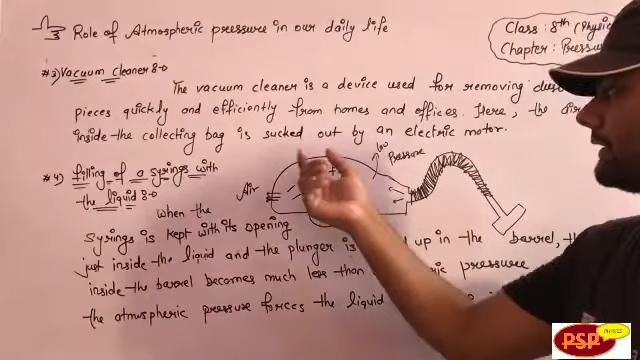 Role of Atmospheric pressure in our daily life
Class: 8th (Physic
Chapter: Pressu
#3) Vacuum Cleaner:-
The vacuum cleaner is a device used for removing
pieces quickly and efficiently from homes and offices. Here, the
inside the collecting bag is sucked out by an electric motor.
low Pressure
#4) filling of a Syrings with
the liquid:-
Air
When the
Syrings is kept with its opening
just inside the liquid and the plunger is up in the barrel, the
inside the barrel becomes much less than pressure
the atmospheric pressure forces the liquid
PHYSICS
PSP